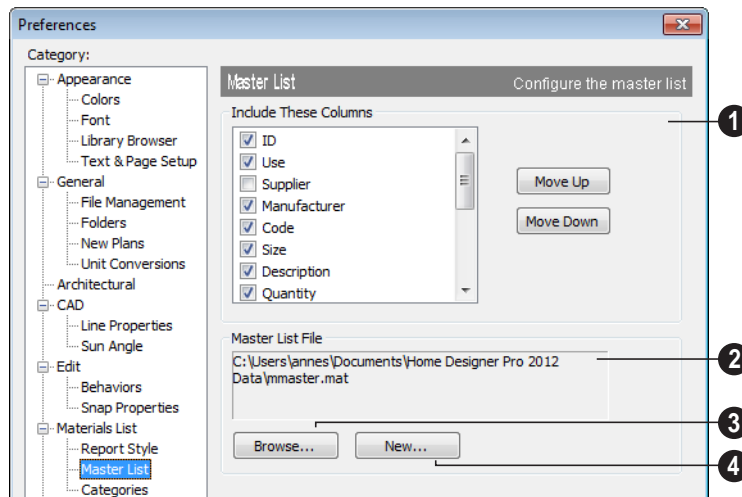 Preferences
Category:
Appearance
Colors
Font
Library Browser
Text & Page Setup
General
File Management
Folders
New Plans
Unit Conversions
Architectural
CAD
Line Properties
Sun Angle
Edit
Behaviors
Snap Properties
Materials List
Report Style
Master List
Categories
Master List Configure the master list
Include These Columns
ID
Use
Supplier
Manufacturer
Code
Size
Description
Quantity
Move Up
Move Down
1
Master List File
C:\Users\annes\Documents\Home Designer Pro 2012
Data\mmaster.mat
2
Browse... New...
3
4